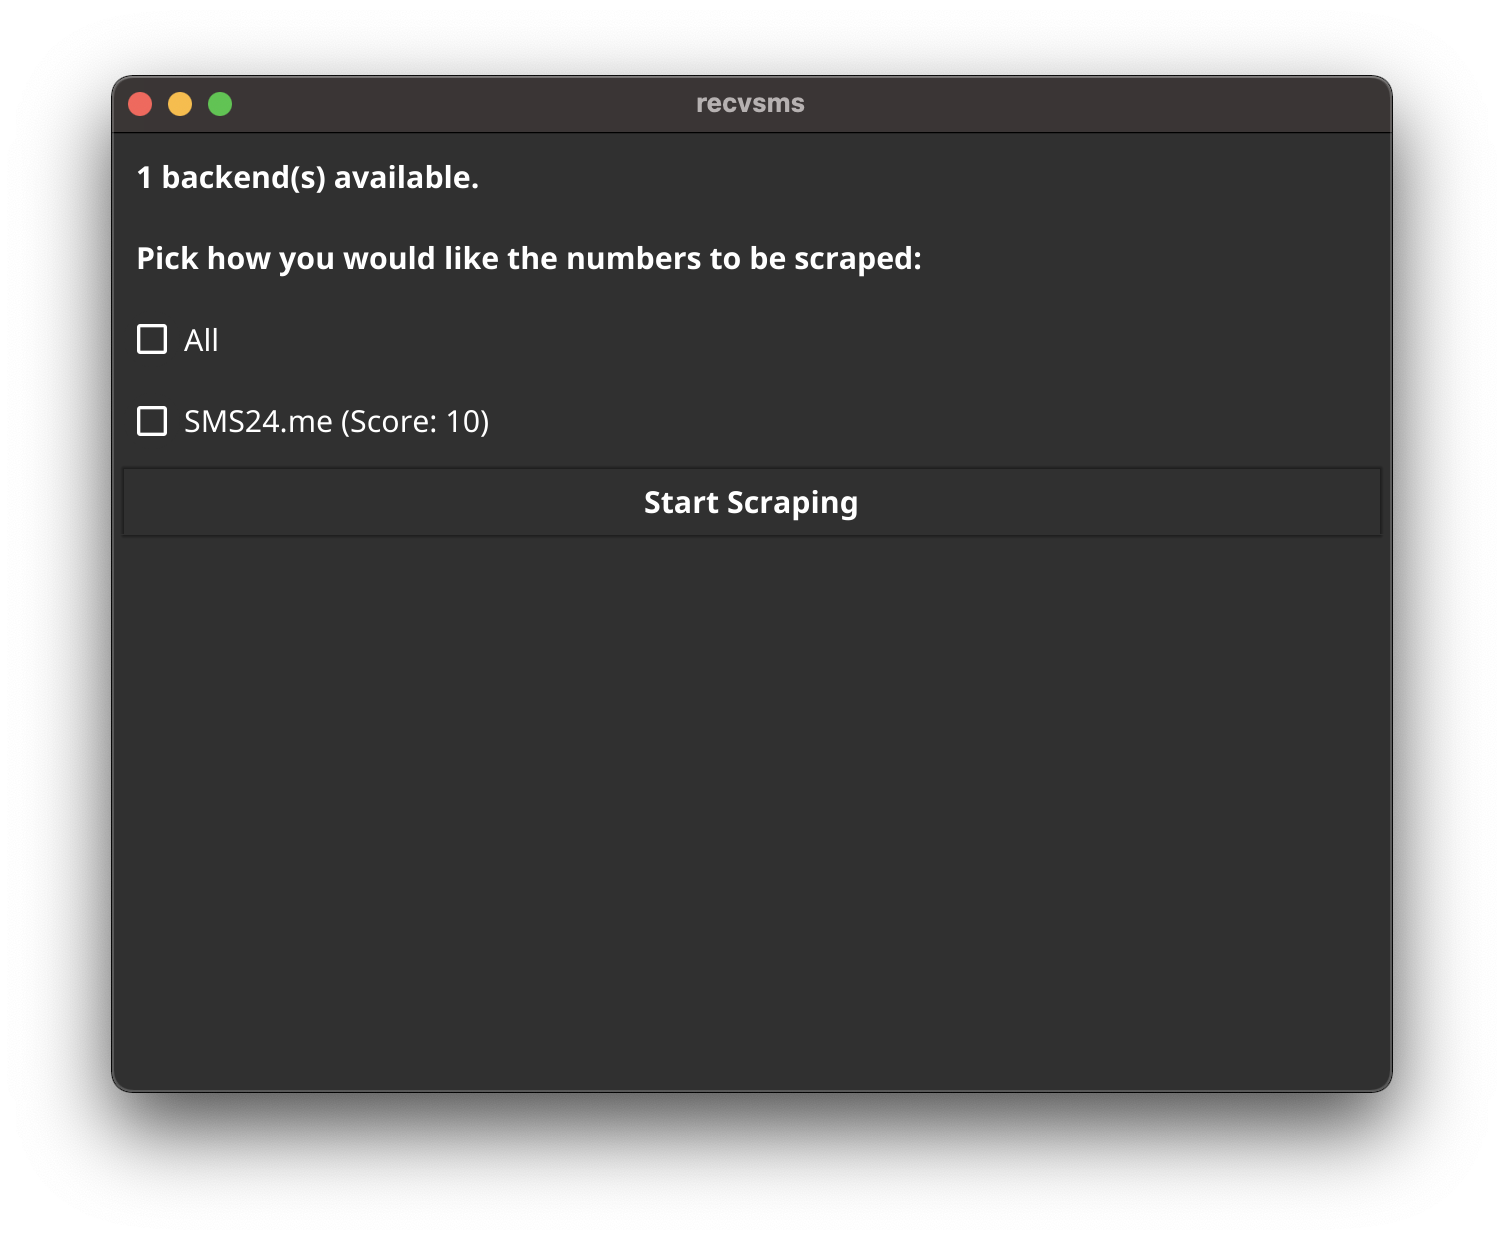 recvsms
1 backend(s) available.
Pick how you would like the numbers to be scraped:
All
SMS24.me (Score: 10)
Start Scraping